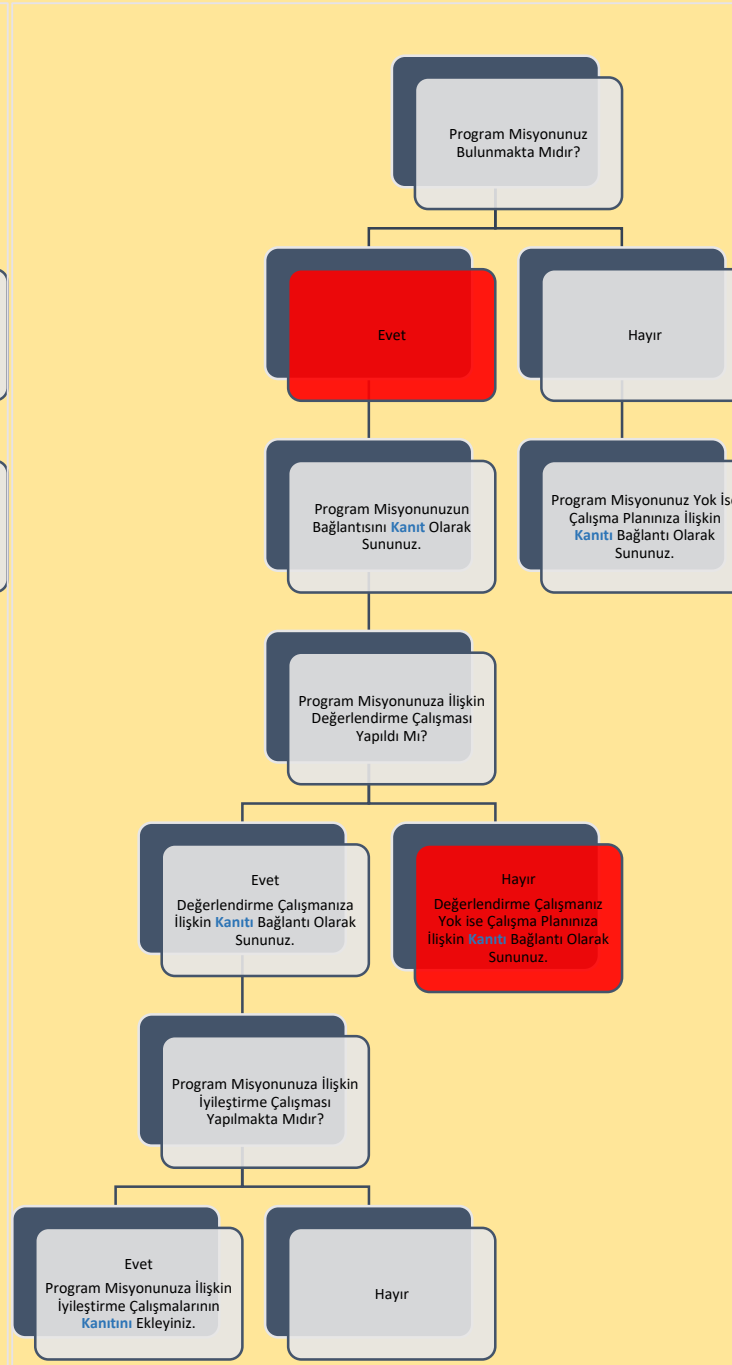 Program Misyonunuz
Bulunmakta Mıdır?
Evet
Hayır
Program Misyonunuzun
Bağlantısını Kanıt Olarak
Sununuz.
Program Misyonunuz Yok İse
Çalışma Planınıza İlişkin
Kanıtı Bağlantı Olarak
Sununuz.
Program Misyonunuza İlişkin
Değerlendirme Çalışması
Yapıldı Mı?
Evet
Değerlendirme Çalışmanıza
İlişkin Kanıtı Bağlantı Olarak
Sununuz.
Hayır
Değerlendirme Çalışmanız
Yok ise Çalışma Planınıza
İlişkin Kanıtı Bağlantı Olarak
Sununuz.
Program Misyonunuza İlişkin
İyileştirme Çalışması
Yapılmakta Mıdır?
Evet
Program Misyonunuza İlişkin
İyileştirme Çalışmalarının
Kanıtını Ekleyiniz.
Hayır